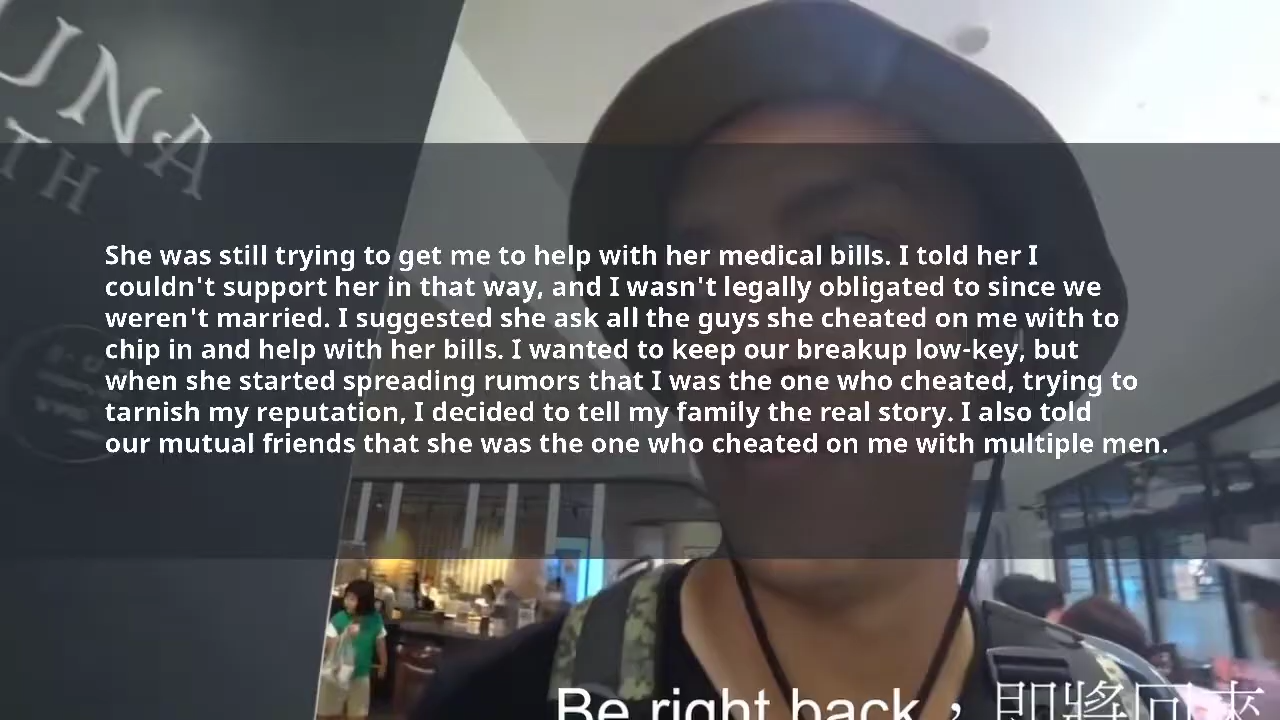 UNA
TH
She was still trying to get me to help with her medical bills. I told her I
couldn't support her in that way, and I wasn't legally obligated to since we
weren't married. I suggested she ask all the guys she cheated on me with to
chip in and help with her bills. I wanted to keep our breakup low-key, but
when she started spreading rumors that I was the one who cheated, trying to
tarnish my reputation, I decided to tell my family the real story. I also told
our mutual friends that she was the one who cheated on me with multiple men.
Be right back，即將回來